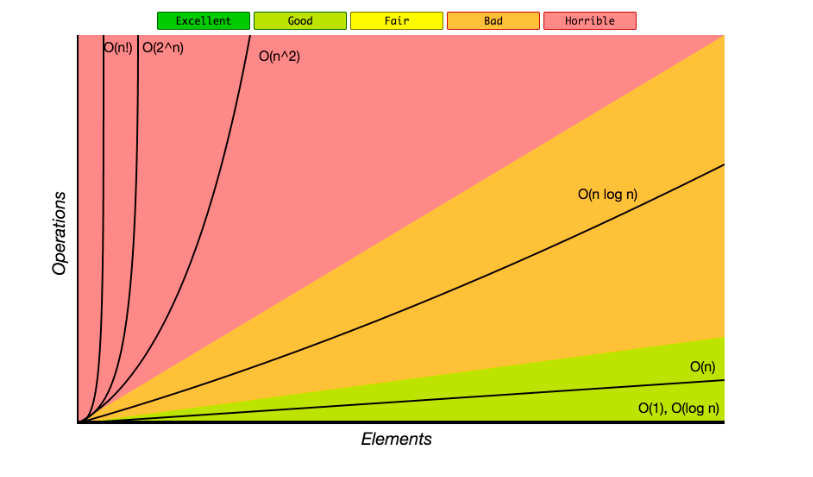 Excellent Good Fair Bad Horrible
O(n!) O(2^n)
O(n^2)
O(n log n)
Operations
O(n)
O(1), O(log n)
Elements